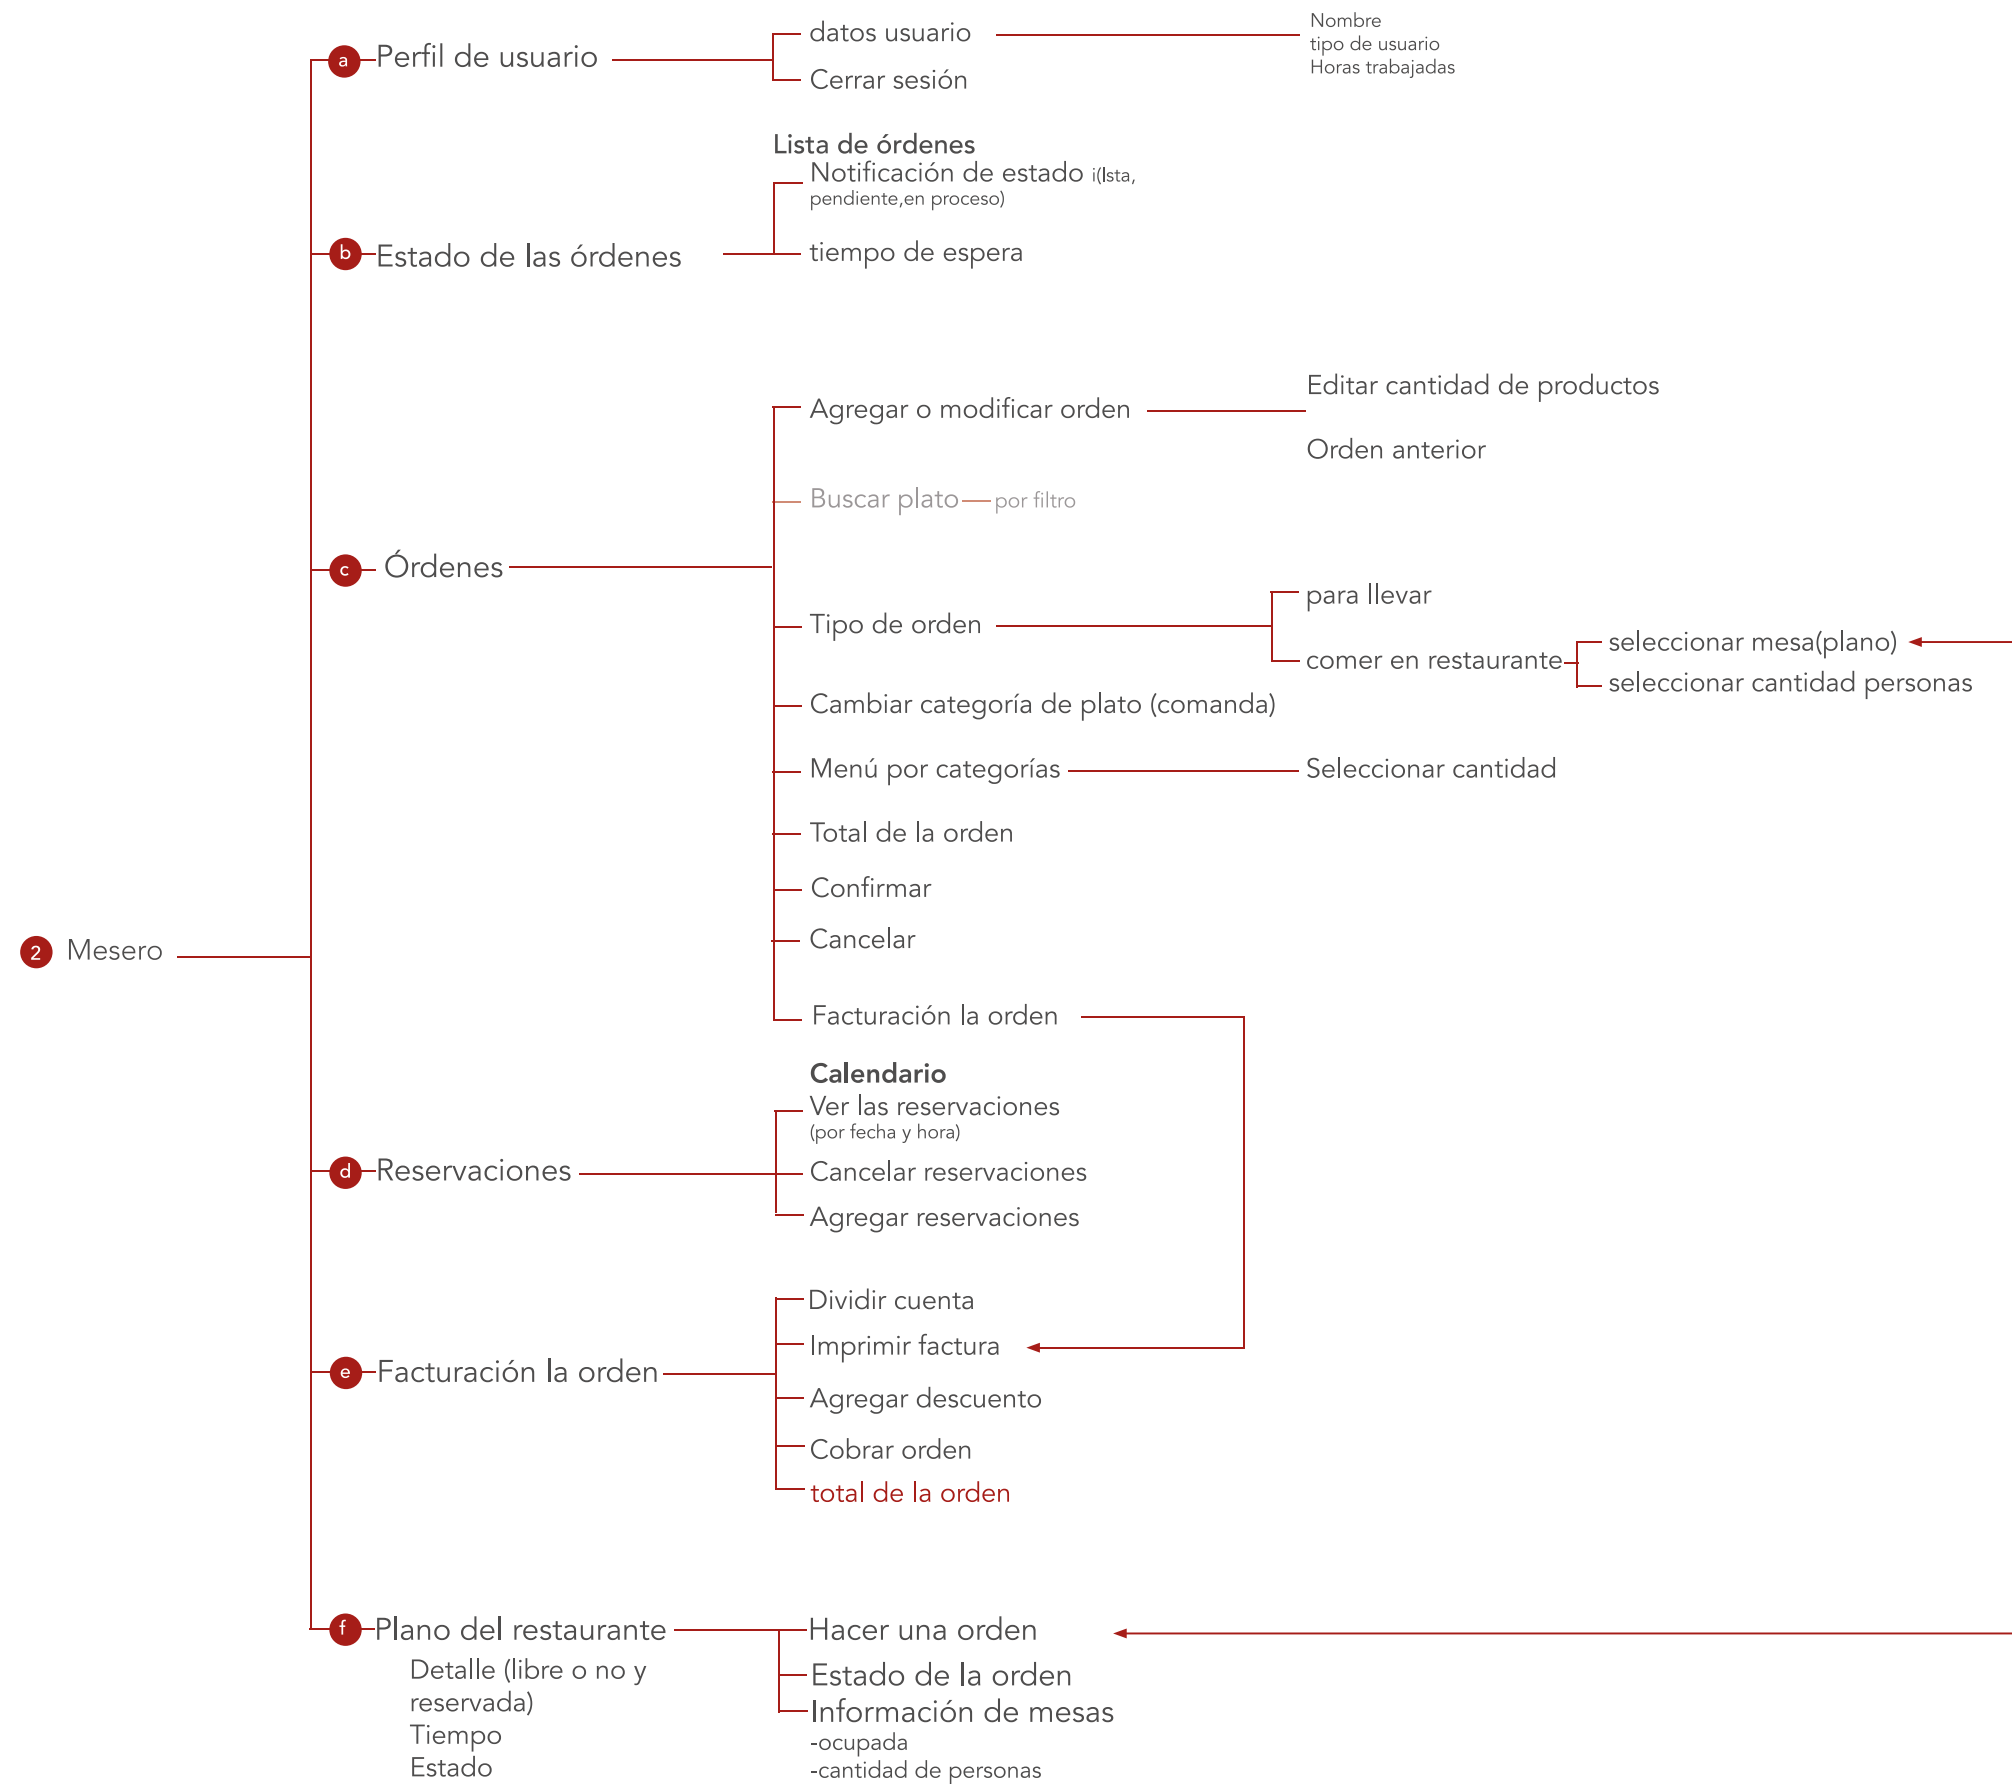 a Perfil de usuario
datos usuario
Nombre
tipo de usuario
Horas trabajadas
Cerrar sesión
Lista de órdenes
Notificación de estado i(lsta,
pendiente,en proceso)
b Estado de las órdenes
tiempo de espera
c Órdenes
Agregar o modificar orden
Editar cantidad de productos
Orden anterior
Buscar plato
por filtro
Tipo de orden
para llevar
comer en restaurante
seleccionar mesa(plano)
seleccionar cantidad personas
Cambiar categoría de plato (comanda)
Menú por categorías
Seleccionar cantidad
Total de la orden
Confirmar
2 Mesero
Cancelar
Facturación la orden
Calendario
Ver las reservaciones
(por fecha y hora)
d Reservaciones
Cancelar reservaciones
Agregar reservaciones
Dividir cuenta
Imprimir factura
e Facturación la orden
Agregar descuento
Cobrar orden
total de la orden
f Plano del restaurante
Detalle (libre o no y
reservada)
Tiempo
Estado
Hacer una orden
Estado de la orden
Información de mesas
-ocupada
-cantidad de personas